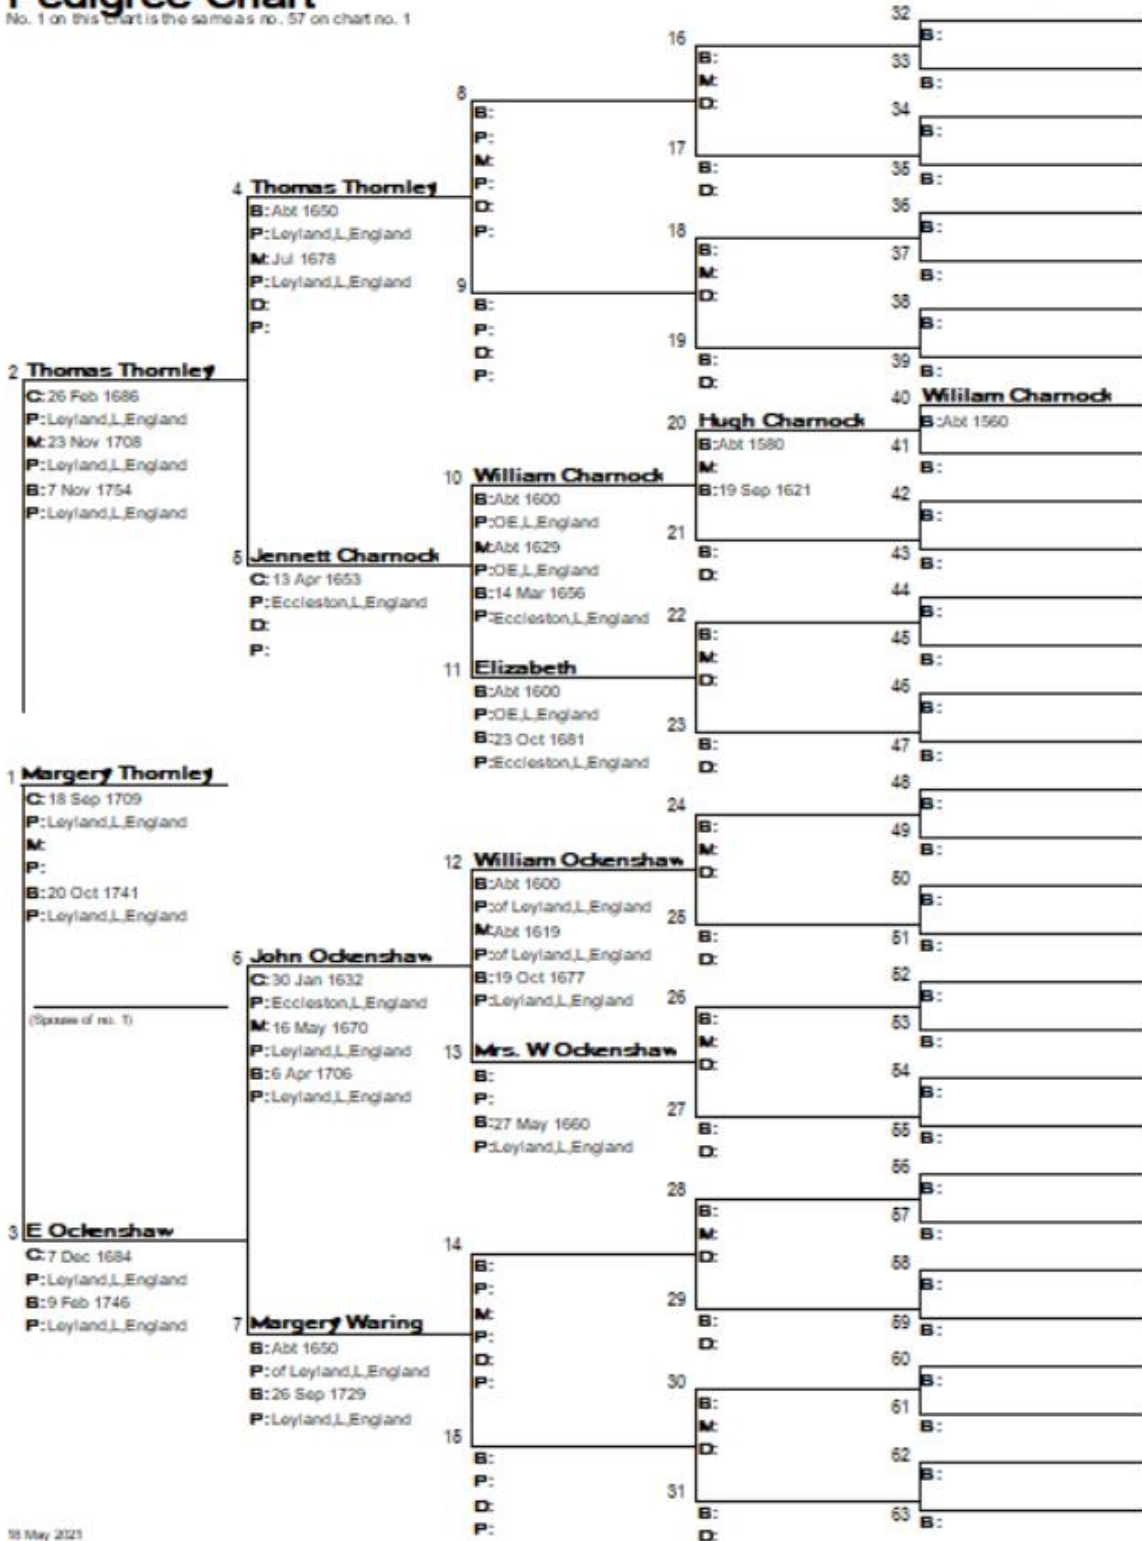 Pedigree Chart
No. 1 on this chart is the same as no. 57 on chart no. 1
2 Thomas Thornley
C: 26 Feb 1686
P: Leyland,L,England
M: 23 Nov 1708
P: Leyland,L,England
B: 7 Nov 1754
P: Leyland,L,England
1 Margery Thornley
C: 18 Sep 1709
P: Leyland,L,England
M:
P:
B: 20 Oct 1741
P: Leyland,L,England
(Spouse of no. 1)
3 E Ockenshaw
C: 7 Dec 1684
P: Leyland,L,England
B: 9 Feb 1746
P: Leyland,L,England
4 Thomas Thornley
B: Abt 1650
P: Leyland,L,England
M: Jul 1678
P: Leyland,L,England
D:
P:
5 Jennett Charnock
C: 13 Apr 1653
P: Eccleston,L,England
D:
P:
6 John Ockenshaw
C: 30 Jan 1632
P: Eccleston,L,England
M: 16 May 1670
P: Leyland,L,England
B: 6 Apr 1706
P: Leyland,L,England
7 Margery Waring
B: Abt 1650
P: of Leyland,L,England
B: 26 Sep 1729
P: Leyland,L,England
8
B:
P:
M:
P:
D:
P:
9
B:
P:
D:
P:
10 William Charnock
B: Abt 1600
P: OE,L,England
M: Abt 1629
P: OE,L,England
B: 14 Mar 1656
P: Eccleston,L,England
11 Elizabeth
B: Abt 1600
P: OE,L,England
B: 23 Oct 1681
P: Eccleston,L,England
12 William Ockenshaw
B: Abt 1600
P: of Leyland,L,England
M: Abt 1619
P: of Leyland,L,England
B: 19 Oct 1677
P: Leyland,L,England
13 Mrs. W Ockenshaw
B:
P:
B: 27 May 1660
P: Leyland,L,England
14
B:
P:
M:
P:
D:
P:
15
B:
P:
D:
P:
16
B:
M:
D:
17
B:
D:
18
B:
M:
D:
19
B:
D:
20 Hugh Charnock
B: Abt 1580
M:
B: 19 Sep 1621
21
B:
D:
22
B:
M:
D:
23
B:
D:
24
B:
M:
D:
25
B:
D:
26
B:
M:
D:
27
B:
D:
28
B:
M:
D:
29
B:
D:
30
B:
M:
D:
31
B:
D:
32
B:
33
B:
34
B:
35
B:
36
B:
37
B:
38
B:
39
B:
40 Wililam Charnock
B: Abt 1560
41
B:
42
B:
43
B:
44
B:
45
B:
46
B:
47
B:
48
B:
49
B:
50
B:
51
B:
52
B:
53
B:
54
B:
55
B:
56
B:
57
B:
58
B:
59
B:
60
B:
61
B:
62
B:
63
B:
18 May 2021